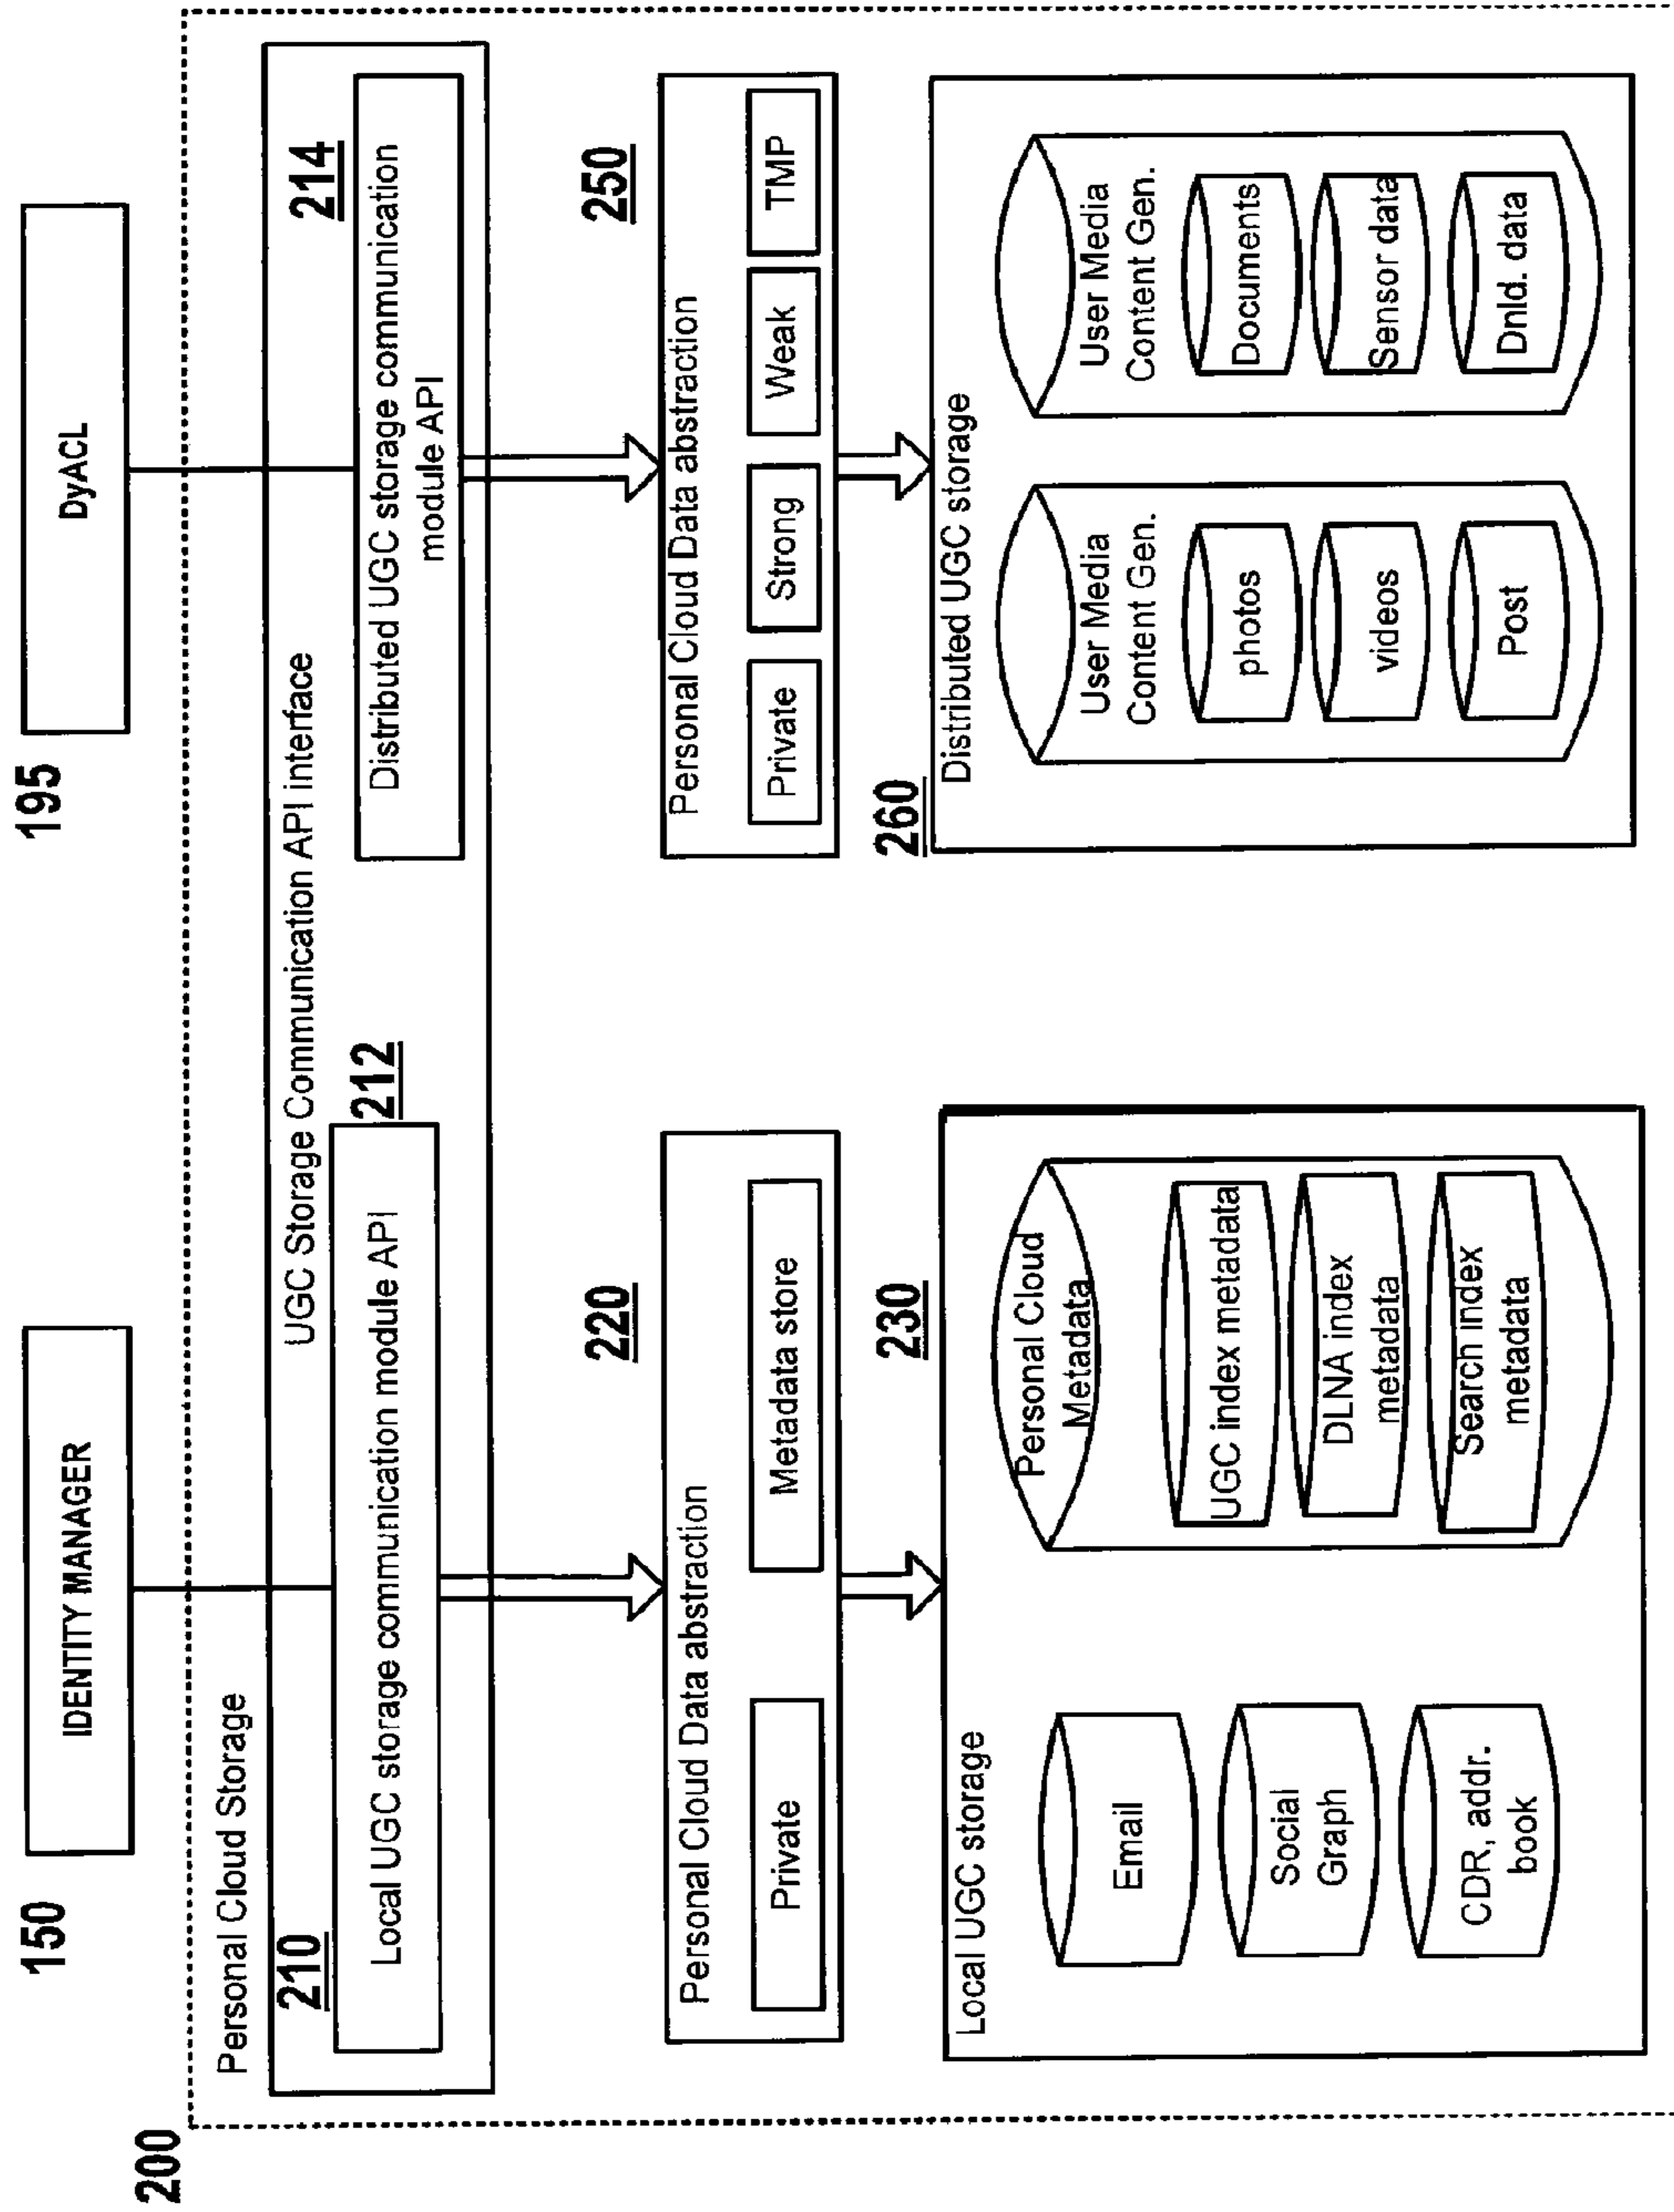 150
IDENTITY MANAGER
195
DyACL
200
Personal Cloud Storage
UGC Storage Communication API interface
210
Local UGC storage communication module API
212
214
Distributed UGC storage communication
module API
220
Personal Cloud Data abstraction
Private
Metadata store
250
Personal Cloud Data abstraction
Private
Strong
Weak
TMP
230
Local UGC storage
Email
Social
Graph
CDR, addr.
book
Personal Cloud
Metadata
UGC index metadata
DLNA index
metadata
Search index
metadata
260
Distributed UGC storage
User Media
Content Gen.
photos
videos
Post
User Media
Content Gen.
Documents
Sensor data
Dnld. data